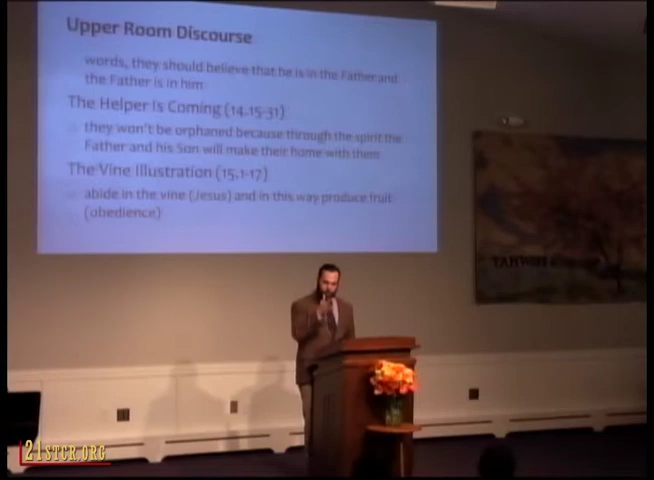 Upper Room Discourse
words, they should believe that he is in the Father and
the Father is in him
The Helper Is Coming (14.15-31)
they won't be orphaned because through the spirit the
Father and his Son will make their home with them
The Vine Illustration (15.1-17)
abide in the vine (Jesus) and in this way produce fruit
(obedience)
21STCR.ORG